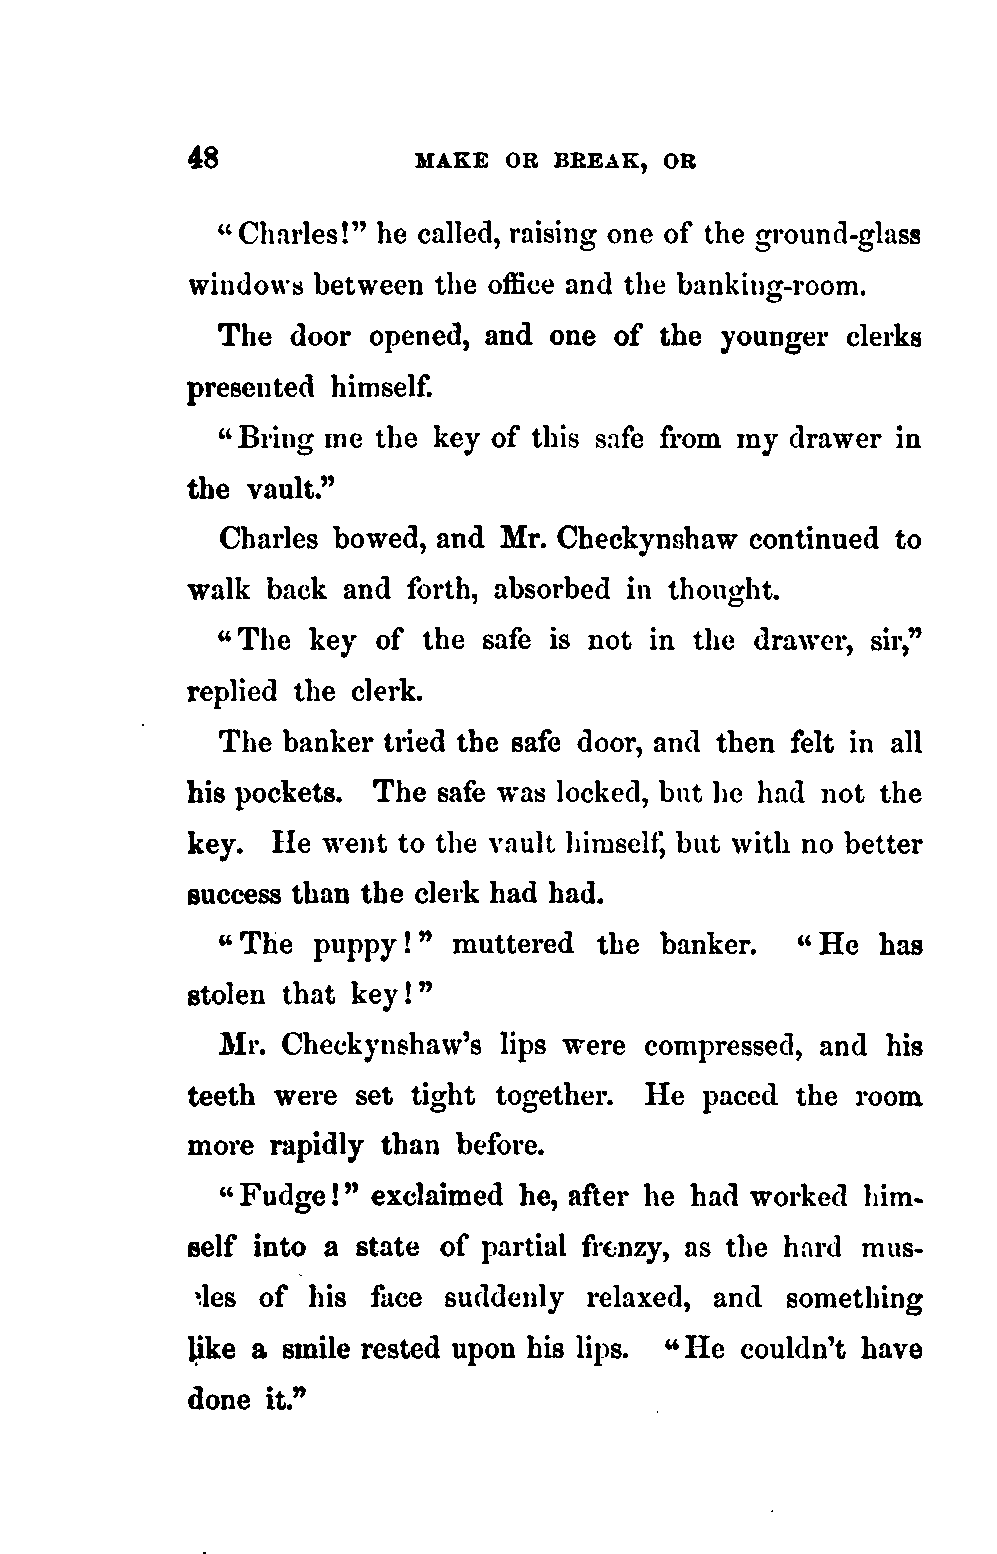 48 MAKE OR BREAK, OR
"Charles!" he called, raising one of the ground-glass
windows between the office and the banking-room.
The door opened, and one of the younger clerks
presented himself.
"Bring me the key of this safe from my drawer in
the vault."
Charles bowed, and Mr. Checkynshaw continued to
walk back and forth, absorbed in thought.
"The key of the safe is not in the drawer, sir,"
replied the clerk.
The banker tried the safe door, and then felt in all
his pockets. The safe was locked, but he had not the
key. He went to the vault himself, but with no better
success than the clerk had had.
"The puppy!" muttered the banker. "He has
stolen that key!"
Mr. Checkynshaw's lips were compressed, and his
teeth were set tight together. He paced the room
more rapidly than before.
"Fudge!" exclaimed he, after he had worked him-
self into a state of partial frenzy, as the hard mus-
cles of his face suddenly relaxed, and something
like a smile rested upon his lips. "He couldn't have
done it."